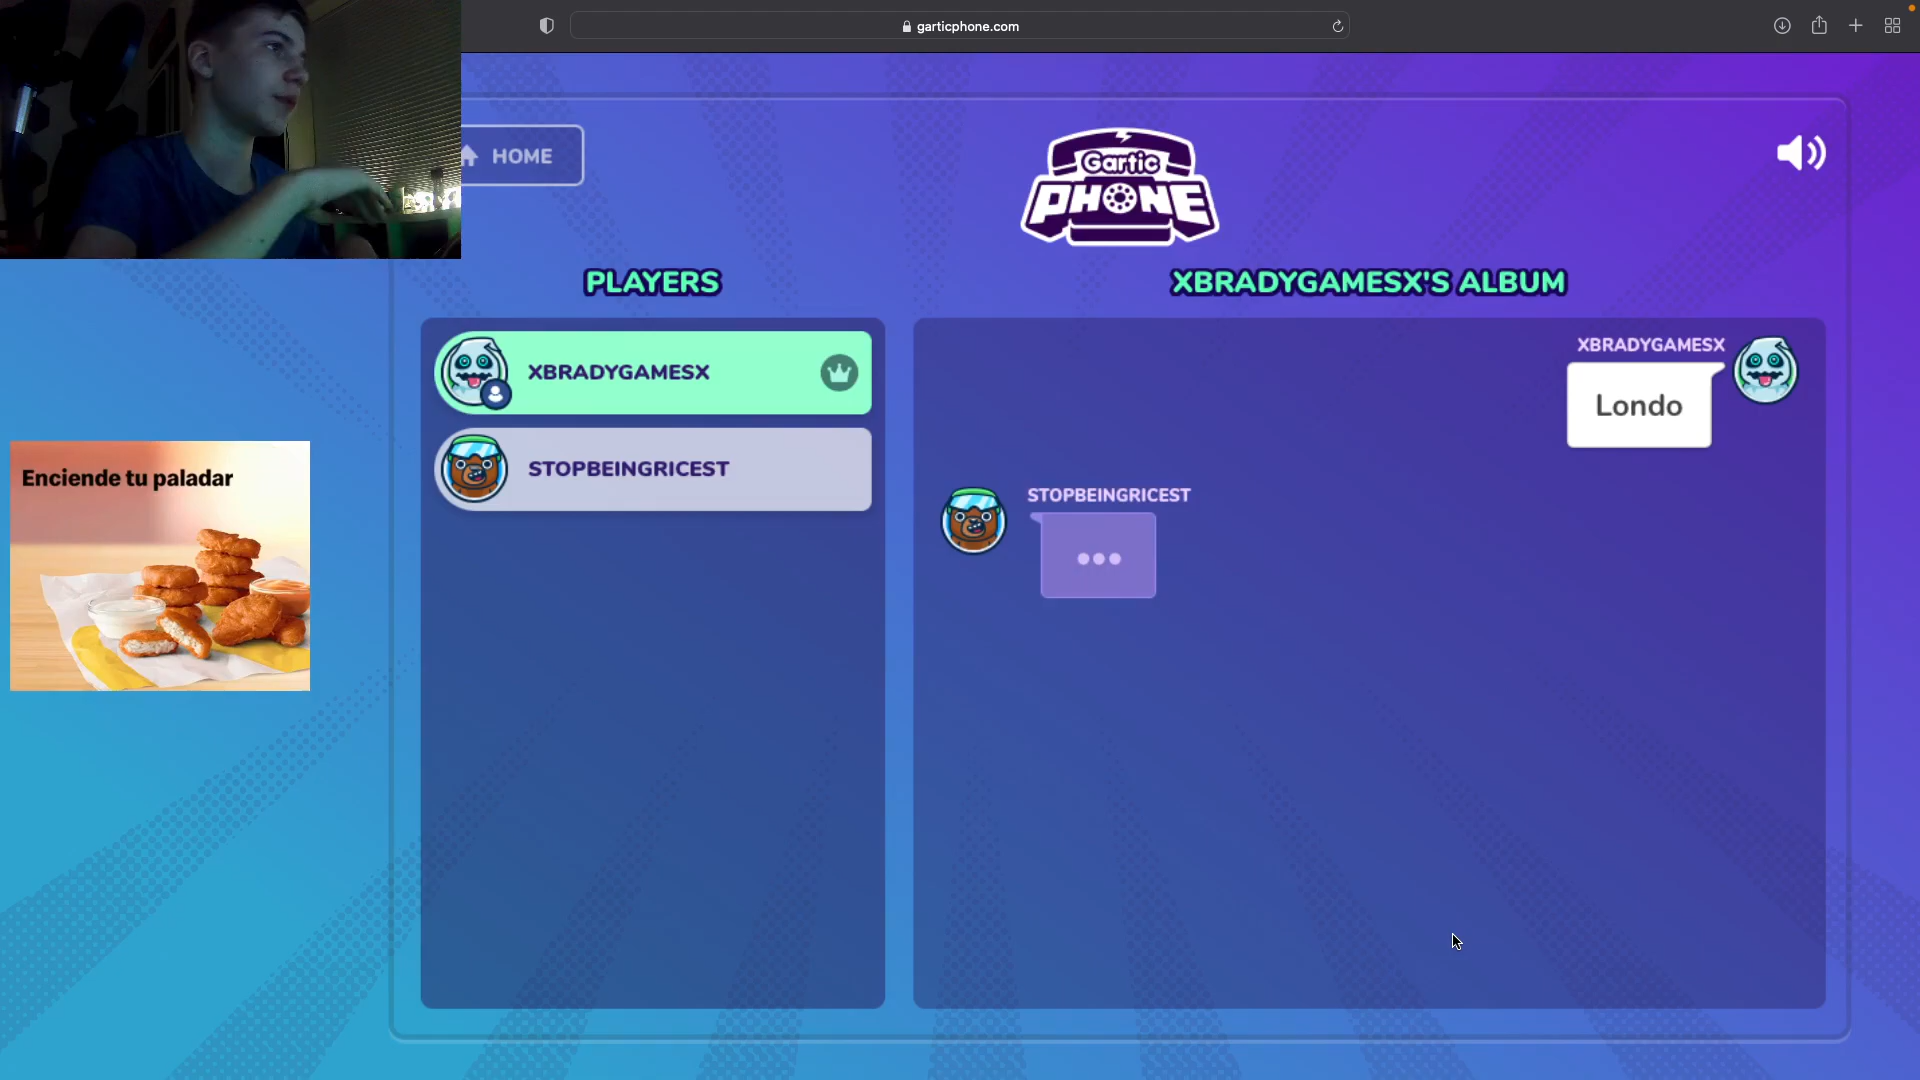 garticphone.com
HOME
Gartic
PHONE
PLAYERS
XBRADYGAMESX'S ALBUM
XBRADYGAMESX
STOPBEINGRICEST
XBRADYGAMESX
Londo
STOPBEINGRICEST
Enciende tu paladar